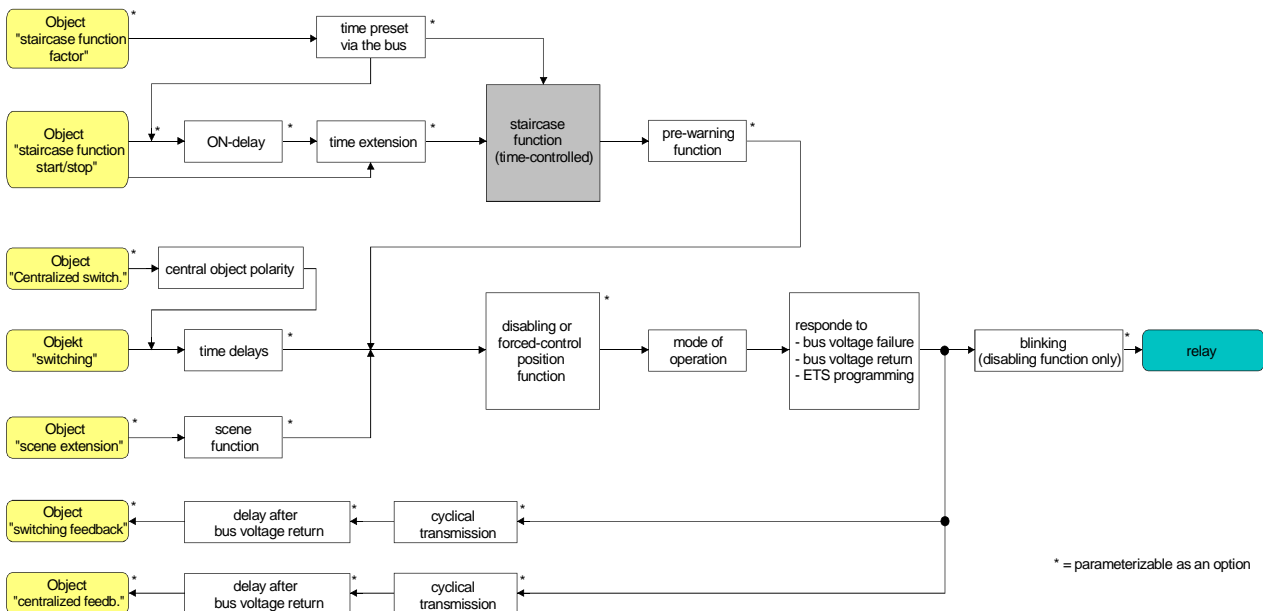 Object
"staircase function
factor"
*
time preset
via the bus
*
Object
"staircase function
start/stop"
*
ON-delay
*
time extension
*
staircase
function
(time-controlled)
pre-warning
function
*
Object
"Centralized switch."
*
central object polarity
Objekt
"switching"
*
time delays
*
disabling or
forced-control
position
function
*
mode of
operation
responde to
- bus voltage failure
- bus voltage return
- ETS programming
blinking
(disabling function only)
*
relay
Object
"scene extension"
*
scene
function
*
Object
"switching feedback"
*
delay after
bus voltage return
*
cyclical
transmission
*
Object
"centralized feedb."
*
delay after
bus voltage return
*
cyclical
transmission
*
* = parameterizable as an option